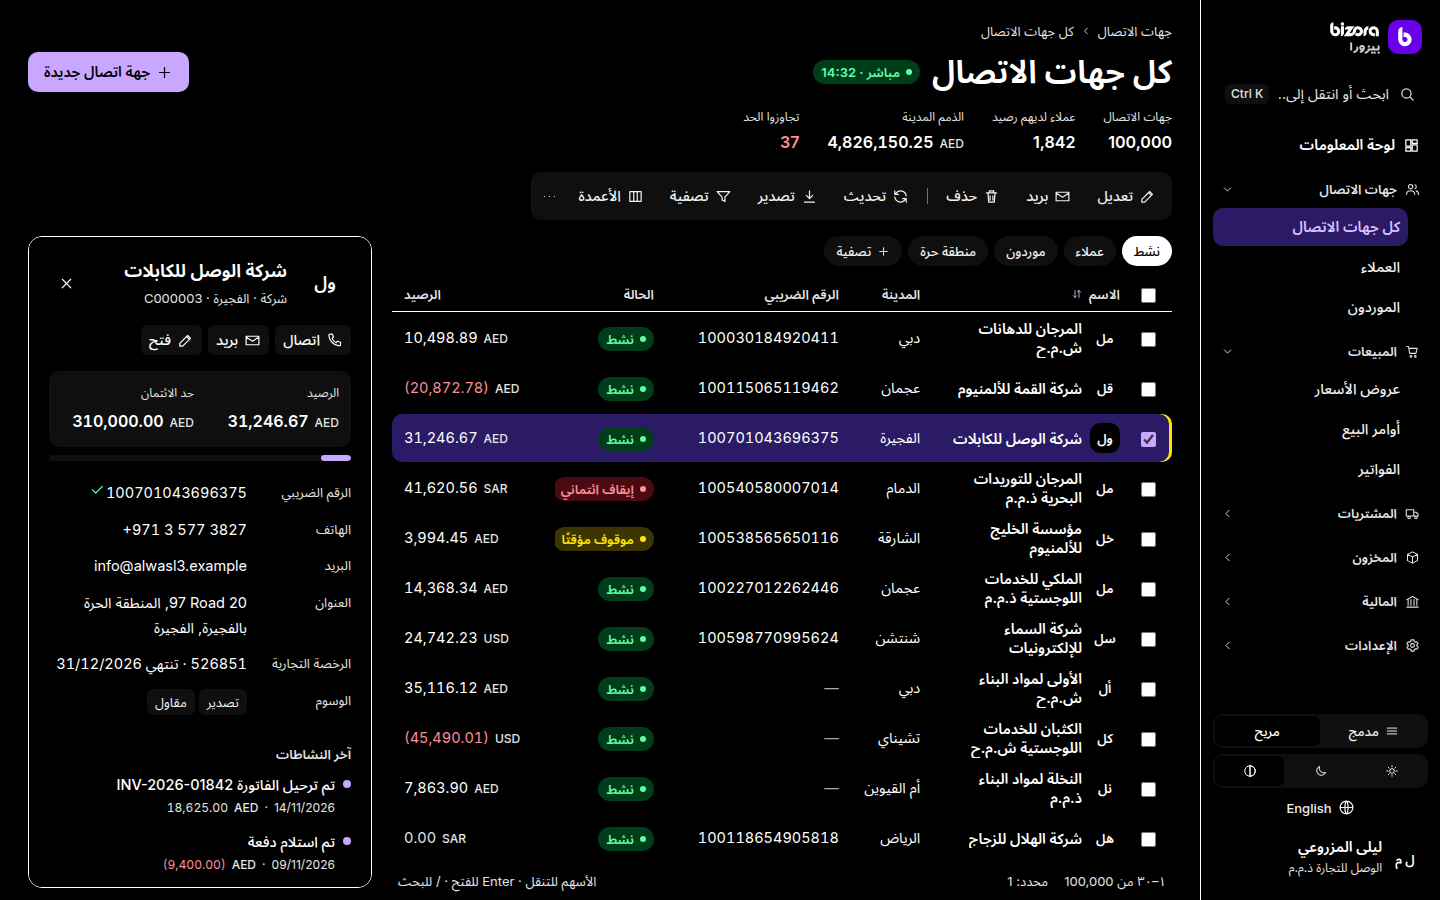 bizora
بيزورا
ابحث أو انتقل إلى.. Ctrl K
لوحة المعلومات
جهات الاتصال
كل جهات الاتصال
العملاء
الموردون
المبيعات
عروض الأسعار
أوامر البيع
الفواتير
المشتريات
المخزون
المالية
الإعدادات
مدمج مريح
English
ل م ليلى المزروعي
الوصل للتجارة ذ.م.م
جهات الاتصال › كل جهات الاتصال
كل جهات الاتصال مباشر · 14:32
+ جهة اتصال جديدة
جهات الاتصال عملاء لديهم رصيد الذمم المدينة تجاوزوا الحد
100,000 1,842 4,826,150.25 AED 37
تعديل بريد حذف تحديث تصدير تصفية الأعمدة ...
نشط عملاء موردون منطقة حرة + تصفية
الاسم المدينة الرقم الضريبي الحالة الرصيد
مل المرجان للدهانات ش.م.ح دبي 100030184920411 نشط 10,498.89 AED
قل شركة القمة للألمنيوم عجمان 100115065119462 نشط (20,872.78) AED
ول شركة الوصل للكابلات الفجيرة 100701043696375 نشط 31,246.67 AED
مل المرجان للتوريدات البحرية ذ.م.م الدمام 100540580007014 إيقاف ائتماني 41,620.56 SAR
خل مؤسسة الخليج للألمنيوم الشارقة 100538565650116 موقوف مؤقتًا 3,994.45 AED
مل الملكي للخدمات اللوجستية ذ.م.م عجمان 100227012262446 نشط 14,368.34 AED
سل شركة السماء للإلكترونيات شنتشن 100598770995624 نشط 24,742.23 USD
أل الأولى لمواد البناء ش.م.ح دبي — نشط 35,116.12 AED
كل الكثبان للخدمات اللوجستية ش.م.ح تشيناي — نشط (45,490.01) USD
نل النخلة لمواد البناء ذ.م.م أم القيوين — نشط 7,863.90 AED
هل شركة الهلال للزجاج الرياض 100118654905818 نشط 0.00 SAR
١–٣٠ من 100,000 محدد: 1 الأسهم للتنقل · Enter للفتح · / للبحث
ول شركة الوصل للكابلات
شركة · الفجيرة · C000003
اتصال بريد فتح
الرصيد حد الائتمان
31,246.67 AED 310,000.00 AED
الرقم الضريبي 100701043696375
الهاتف +971 3 577 3827
البريد info@alwasl3.example
العنوان 97 Road 20, المنطقة الحرة
بالفجيرة, الفجيرة
الرخصة التجارية 526851 · تنتهي 31/12/2026
الوسوم تصدير مقاول
آخر النشاطات
تم ترحيل الفاتورة INV-2026-01842
14/11/2026 · 18,625.00 AED
تم استلام دفعة
09/11/2026 · (9,400.00) AED